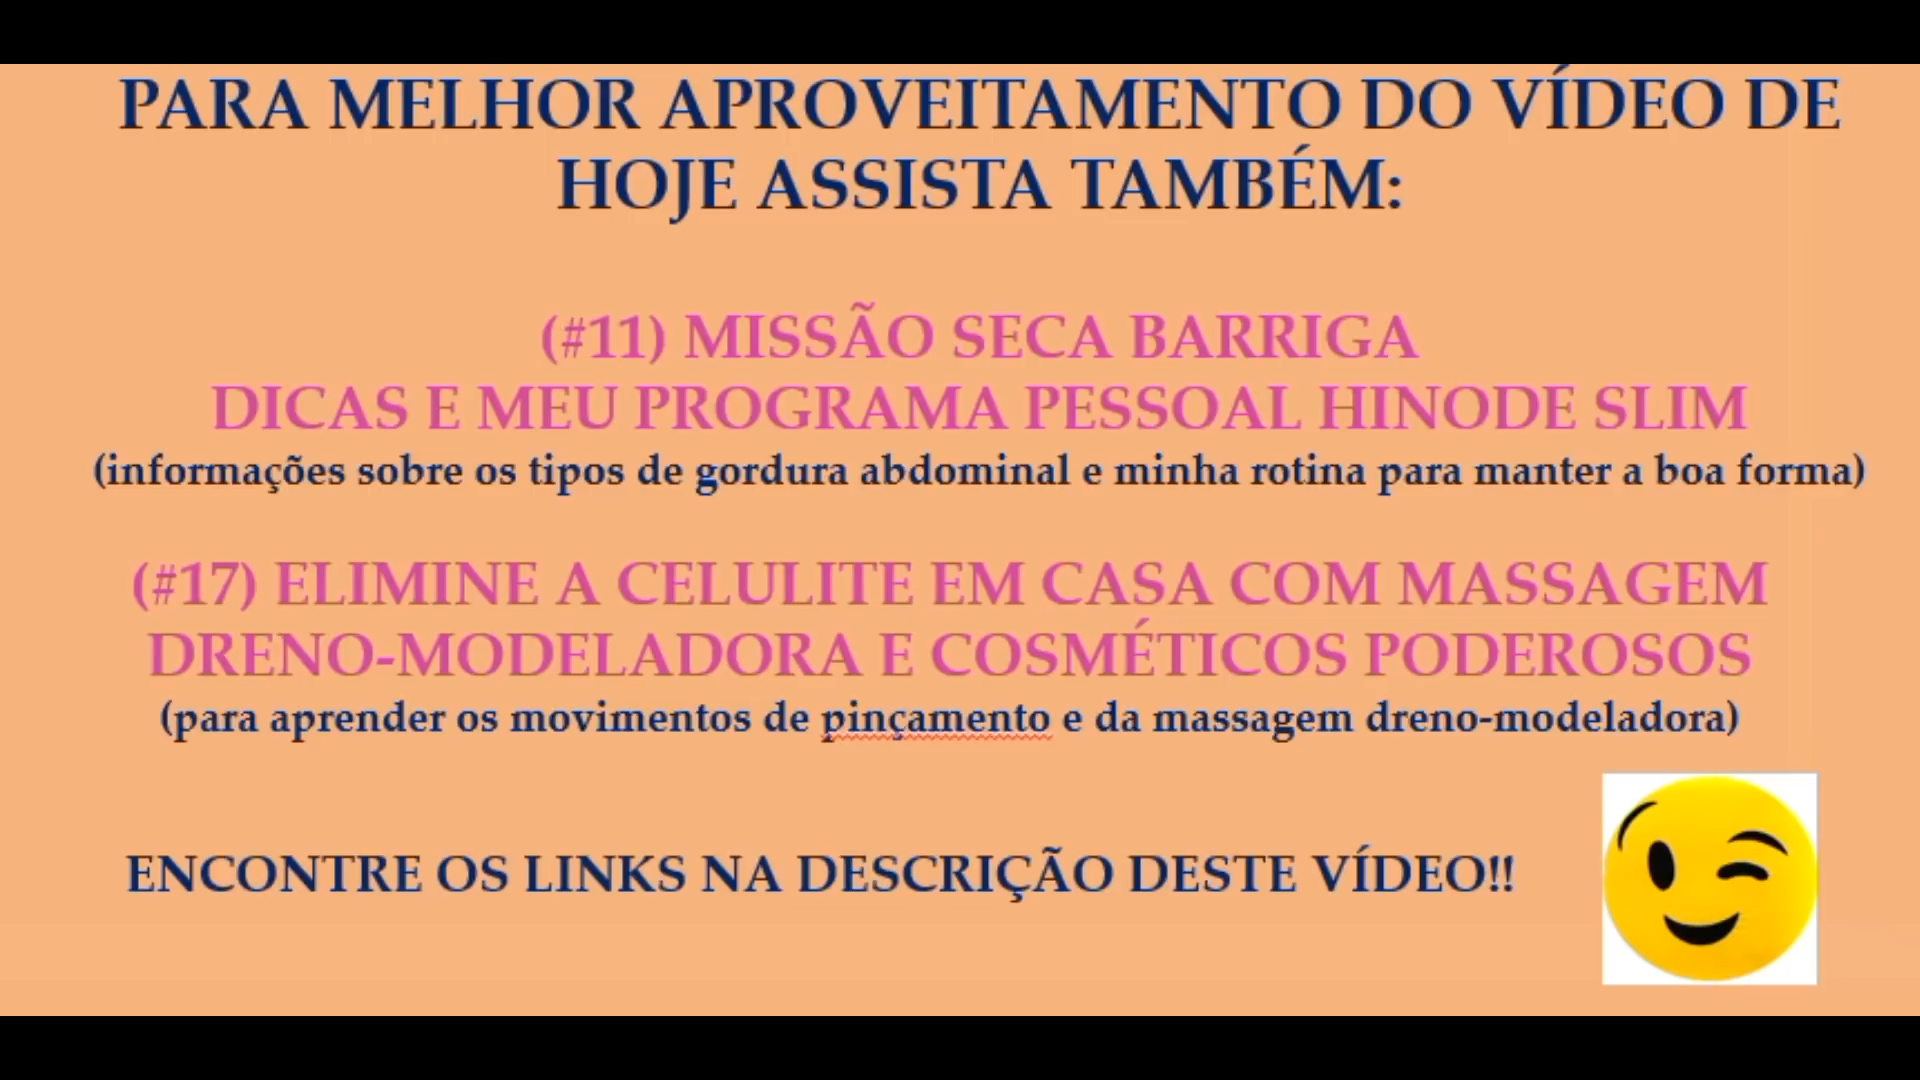 PARA MELHOR APROVEITAMENTO DO VÍDEO DE
HOJE ASSISTA TAMBÉM:
(#11) MISSÃO SECA BARRIGA
DICAS E MEU PROGRAMA PESSOAL HINODE SLIM
(informações sobre os tipos de gordura abdominal e minha rotina para manter a boa forma)
(#17) ELIMINE A CELULITE EM CASA COM MASSAGEM
DRENO-MODELADORA E COSMÉTICOS PODEROSOS
(para aprender os movimentos de pinçamento e da massagem dreno-modeladora)
ENCONTRE OS LINKS NA DESCRIÇÃO DESTE VÍDEO!!